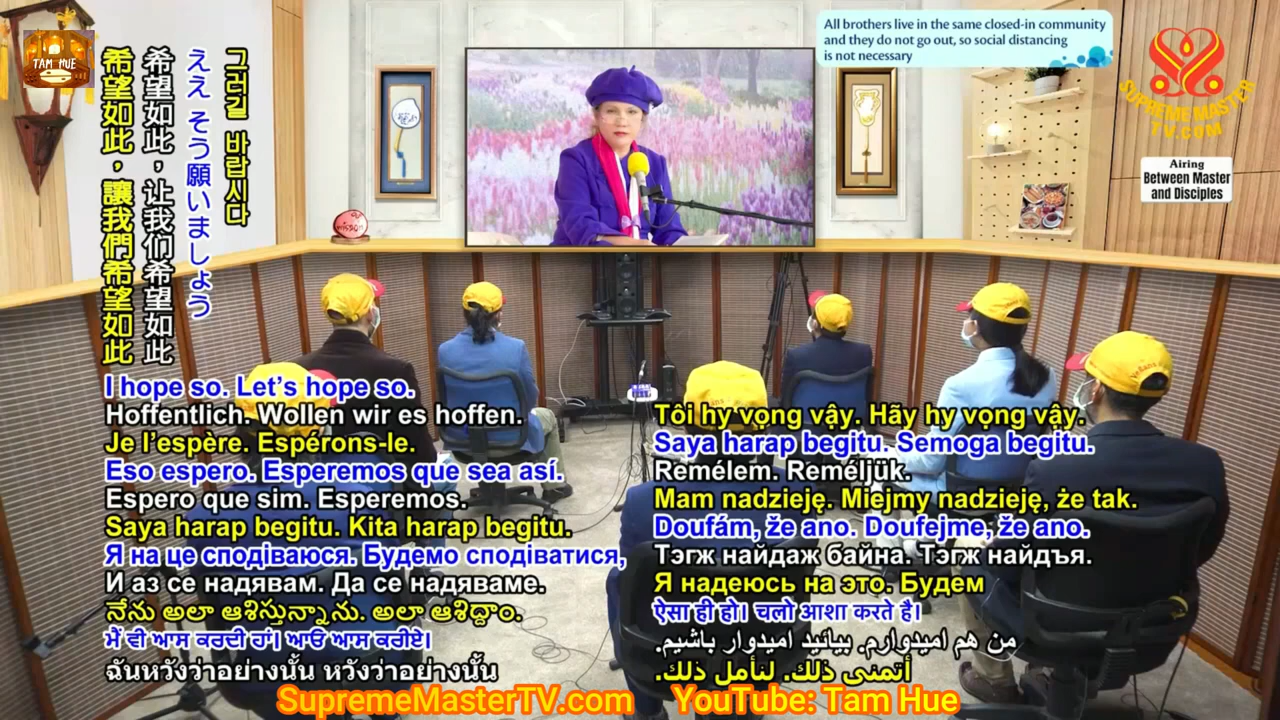 TAM HUE
All brothers live in the same closed-in community
and they do not go out, so social distancing
is not necessary
SUPREME MASTER
TV.COM
Airing
Between Master
and Disciples
그러길 바랍시다
ええ そう願いましょう
希望如此，让我们希望如此
希望如此，讓我們希望如此
I hope so. Let's hope so.
Hoffentlich. Wollen wir es hoffen.
Je l'espère. Espérons-le.
Eso espero. Esperemos que sea así.
Espero que sim. Esperemos.
Saya harap begitu. Kita harap begitu.
Я на це сподіваюся. Будемо сподіватися,
И аз се надявам. Да се надяваме.
నేను అలా ఆశిస్తున్నాను. అలా ఆశిద్దాం.
ਮੈਂ ਵੀ ਆਸ ਕਰਦੀ ਹਾਂ। ਆਓ ਆਸ ਕਰੀਏ।
ฉันหวังว่าอย่างนั้น หวังว่าอย่างนั้น
Tôi hy vọng vậy. Hãy hy vọng vậy.
Saya harap begitu. Semoga begitu.
Remélem. Reméljük.
Mam nadzieję. Miejmy nadzieję, że tak.
Doufám, že ano. Doufejme, že ano.
Тэгж найдаж байна. Тэгж найдъя.
Я надеюсь на это. Будем
ऐसा ही हो। चलो आशा करते है।
من هم امیدوارم. بیائید امیدوار باشیم.
أتمنى ذلك. لنأمل ذلك.
SupremeMasterTV.com YouTube: Tam Hue